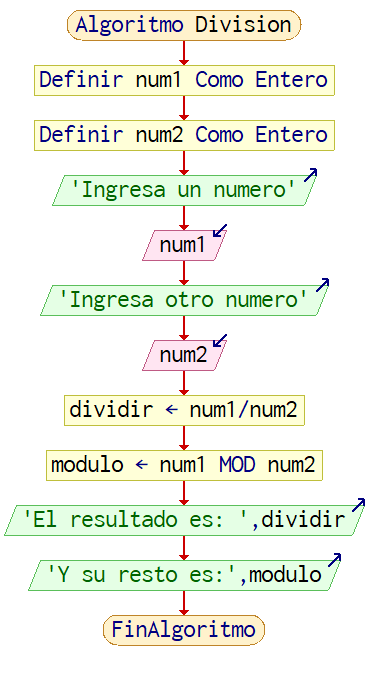 Algoritmo Division
Definir num1 Como Entero
Definir num2 Como Entero
'Ingresa un numero'
num1
'Ingresa otro numero'
num2
dividir ← num1/num2
modulo ← num1 MOD num2
'El resultado es: ',dividir
'Y su resto es:',modulo
FinAlgoritmo